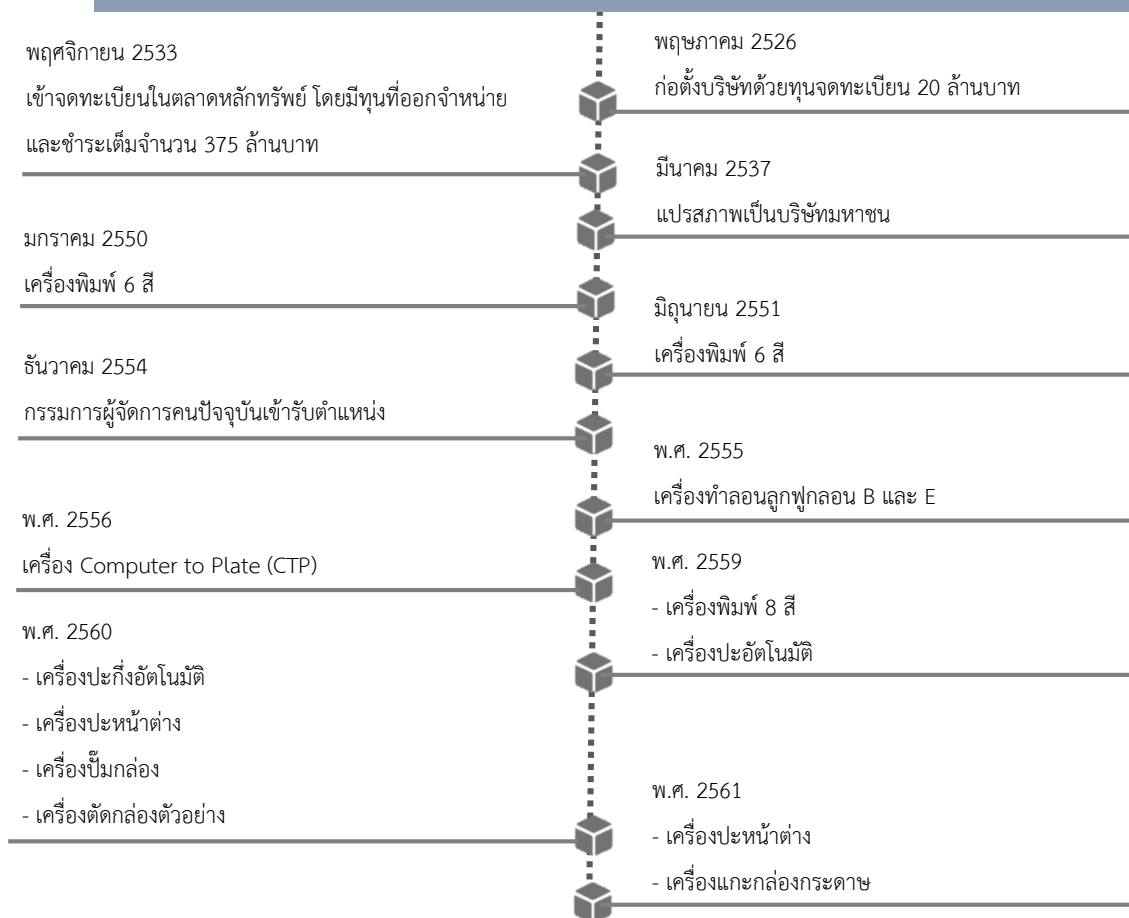 พฤษภาคม 2526
ก่อตั้งบริษัทด้วยทุนจดทะเบียน 20 ล้านบาท
พฤศจิกายน 2533
เข้าจดทะเบียนในตลาดหลักทรัพย์ โดยมีทุนที่ออกจำหน่าย
และชำระเต็มจำนวน 375 ล้านบาท
มีนาคม 2537
แปรสภาพเป็นบริษัทมหาชน
มกราคม 2550
เครื่องพิมพ์ 6 สี
มิถุนายน 2551
เครื่องพิมพ์ 6 สี
ธันวาคม 2554
กรรมการผู้จัดการคนปัจจุบันเข้ารับตำแหน่ง
พ.ศ. 2555
เครื่องทำลอนลูกฟูกลอน B และ E
พ.ศ. 2556
เครื่อง Computer to Plate (CTP)
พ.ศ. 2559
- เครื่องพิมพ์ 8 สี
- เครื่องปะอัตโนมัติ
พ.ศ. 2560
- เครื่องปะกึ่งอัตโนมัติ
- เครื่องปะหน้าต่าง
- เครื่องปั๊มกล่อง
- เครื่องตัดกล่องตัวอย่าง
พ.ศ. 2561
- เครื่องปะหน้าต่าง
- เครื่องแกะกล่องกระดาษ